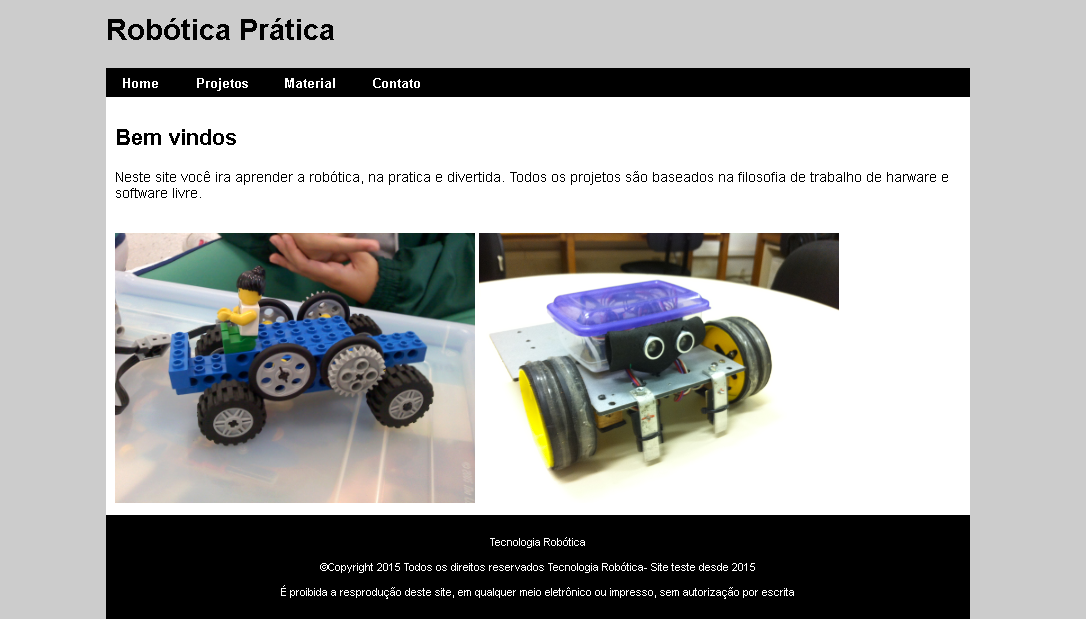 Robótica Prática
Home Projetos Material Contato
Bem vindos
Neste site você ira aprender a robótica, na pratica e divertida. Todos os projetos são baseados na filosofia de trabalho de harware e
software livre.
Tecnologia Robótica
©Copyright 2015 Todos os direitos reservados Tecnologia Robótica- Site teste desde 2015
É proibida a resprodução deste site, em qualquer meio eletrônico ou impresso, sem autorização por escrita